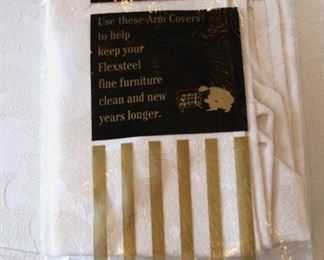 Use these Arm Covers
to help
keep your
Flexsteel
fine furniture
clean and new
years longer.